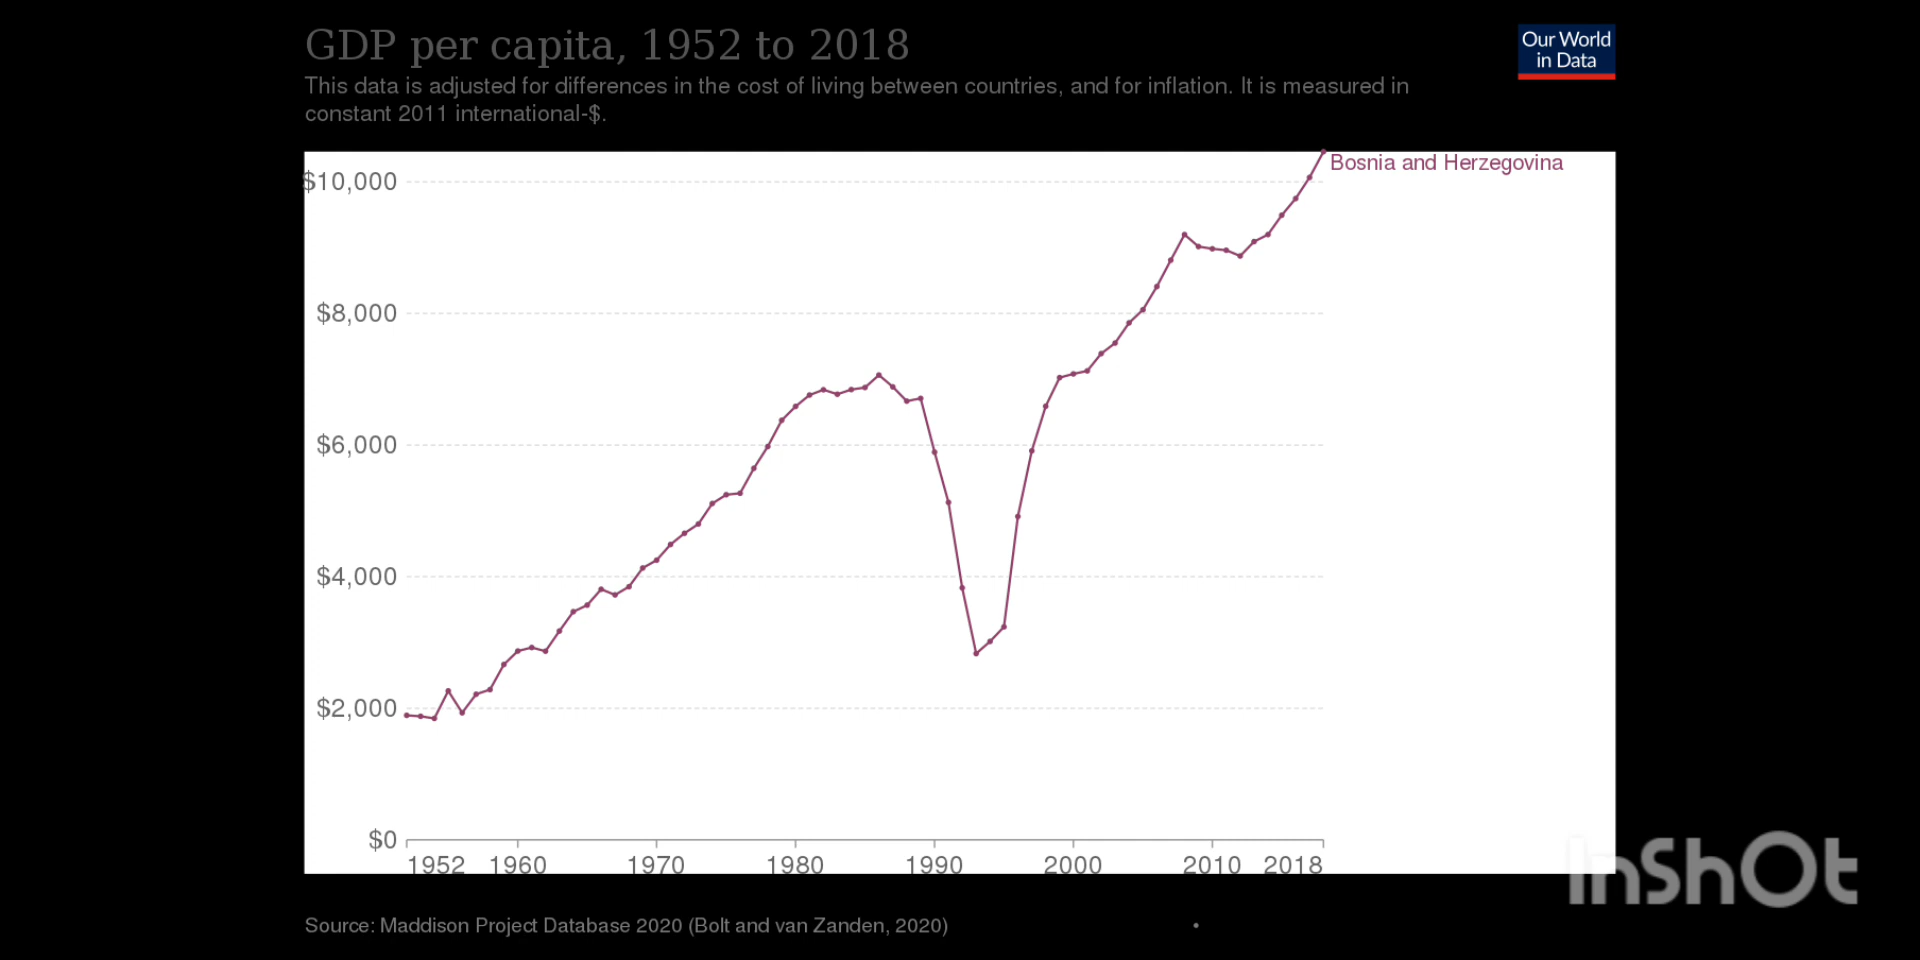 GDP per capita, 1952 to 2018
This data is adjusted for differences in the cost of living between countries, and for inflation. It is measured in
constant 2011 international-$.
Our World
in Data
Bosnia and Herzegovina
$10,000
$8,000
$6,000
$4,000
$2,000
$0
1952 1960 1970 1980 1990 2000 2010 2018
InShOt
Source: Maddison Project Database 2020 (Bolt and van Zanden, 2020) •